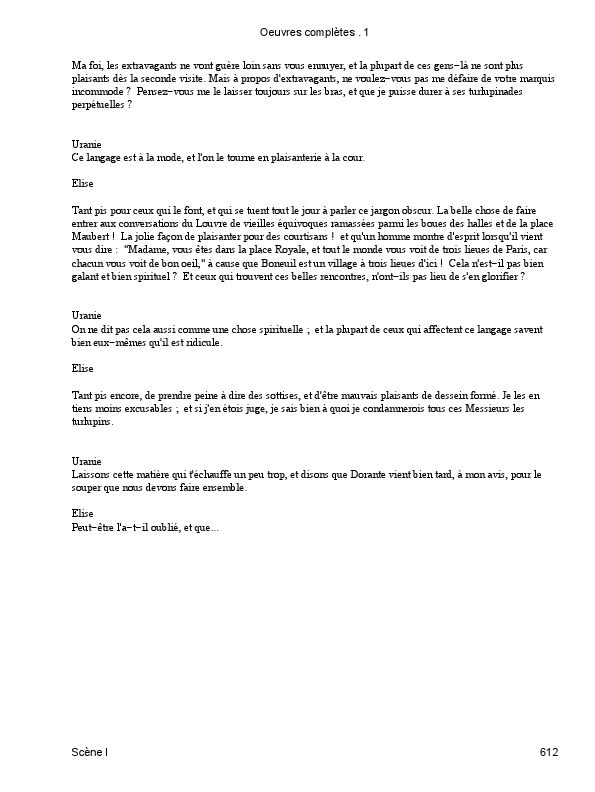 Oeuvres complètes . 1
Ma foi, les extravagants ne vont guère loin sans vous ennuyer, et la plupart de ces gens−là ne sont plus
plaisants dès la seconde visite. Mais à propos d'extravagants, ne voulez−vous pas me défaire de votre marquis
incommode ? Pensez−vous me le laisser toujours sur les bras, et que je puisse durer à ses turlupinades
perpétuelles ?
Uranie
Ce langage est à la mode, et l'on le tourne en plaisanterie à la cour.
Elise
Tant pis pour ceux qui le font, et qui se tuent tout le jour à parler ce jargon obscur. La belle chose de faire
entrer aux conversations du Louvre de vieilles équivoques ramassées parmi les boues des halles et de la place
Maubert ! La jolie façon de plaisanter pour des courtisans ! et qu'un homme montre d'esprit lorsqu'il vient
vous dire : "Madame, vous êtes dans la place Royale, et tout le monde vous voit de trois lieues de Paris, car
chacun vous voit de bon oeil," à cause que Boneuil est un village à trois lieues d'ici ! Cela n'est−il pas bien
galant et bien spirituel ? Et ceux qui trouvent ces belles rencontres, n'ont−ils pas lieu de s'en glorifier ?
Uranie
On ne dit pas cela aussi comme une chose spirituelle ; et la plupart de ceux qui affectent ce langage savent
bien eux−mêmes qu'il est ridicule.
Elise
Tant pis encore, de prendre peine à dire des sottises, et d'être mauvais plaisants de dessein formé. Je les en
tiens moins excusables ; et si j'en étois juge, je sais bien à quoi je condamnerois tous ces Messieurs les
turlupins.
Uranie
Laissons cette matière qui t'échauffe un peu trop, et disons que Dorante vient bien tard, à mon avis, pour le
souper que nous devons faire ensemble.
Elise
Peut−être l'a−t−il oublié, et que...
Scène I
612